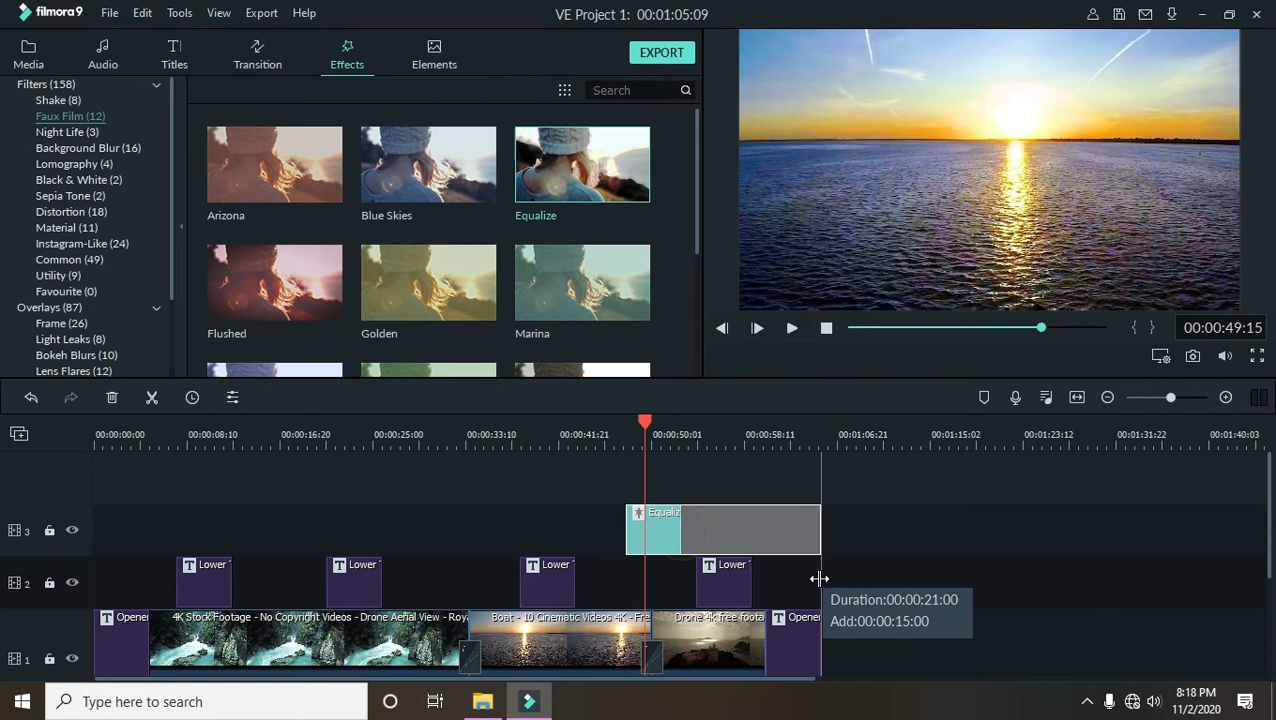 filmora9 File Edit Tools View Export Help VE Project 1: 00:01:05:09
Media Audio Titles Transition Effects Elements EXPORT
Filters (158)
Shake (8)
Faux Film (12)
Night Life (3)
Background Blur (16)
Lomography (4)
Black & White (2)
Sepia Tone (2)
Distortion (18)
Material (11)
Instagram-Like (24)
Common (49)
Utility (9)
Favourite (0)
Overlays (87)
Frame (26)
Light Leaks (8)
Bokeh Blurs (10)
Lens Flares (12)
Search
Arizona Blue Skies Equalize
Flushed Golden Marina
00:00:49:15
00:00:00:00 00:00:08:10 00:00:16:20 00:00:25:00 00:00:33:10 00:00:41:21 00:00:50:01 00:00:58:11 00:01:06:21 00:01:15:02 00:01:23:12 00:01:31:22 00:01:40:03
3 Equaliz
2 T Lower T Lower T Lower T Lower
Duration:00:00:21:00
Add:00:00:15:00
1 T Opener 4K Stock Footage - No Copyright Videos - Drone Aerial View - Roya Boat - 10 Cinematic Videos 4K - Fre Drone 4k free foota T Opene
Type here to search
8:18 PM
11/2/2020